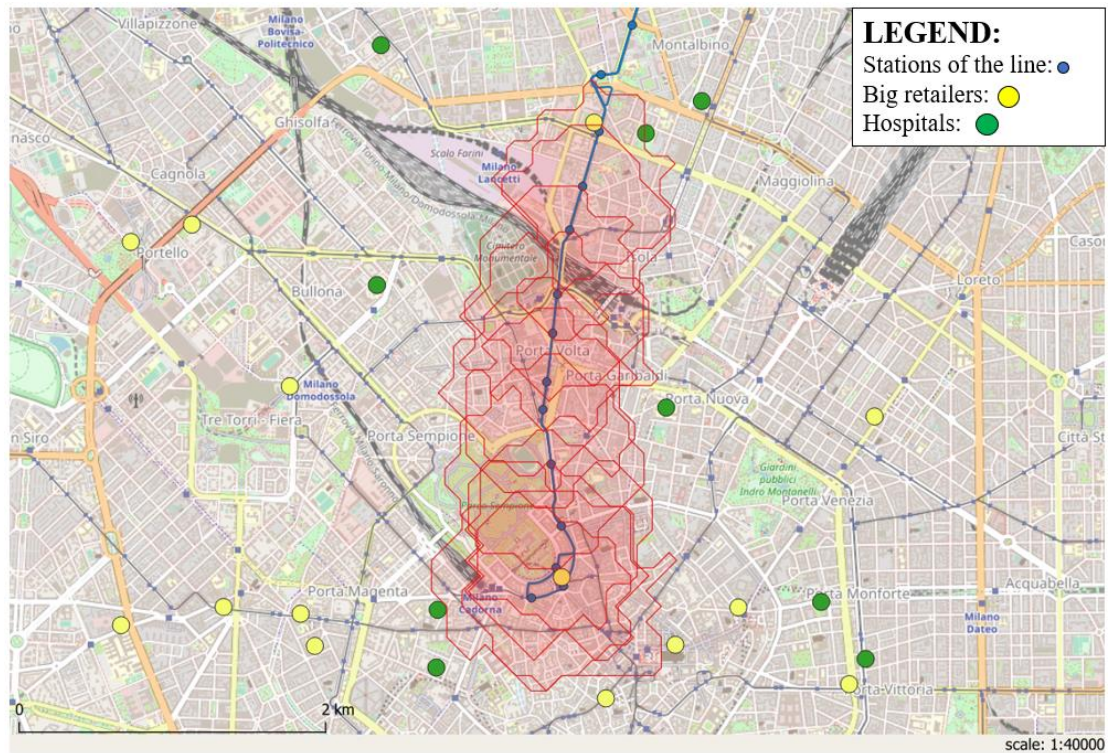 LEGEND:
Stations of the line:
Big retailers:
Hospitals:
Villapizzone
Milano
Bovisa-
Politecnico
Montalbino
Ghisolfa
Scalo Farini
Milano
Lancetti
Cagnola
Maggiolina
Portello
Cimitero
Monumentale
Isola
Loreto
Bullona
Porta Volta
Porta Garibaldi
Milano
Domodossola
Porta Nuova
Tre Torri - Fiera
Porta Sempione
n Siro
Città St
Giardini
pubblici
Indro Montanelli
Porta Venezia
Parco Sempione
Acquabella
Porta Magenta
Milano
Cadorna
Porta Monforte
Milano
Dateo
Porta Vittoria
0
2 km
scale: 1:40000